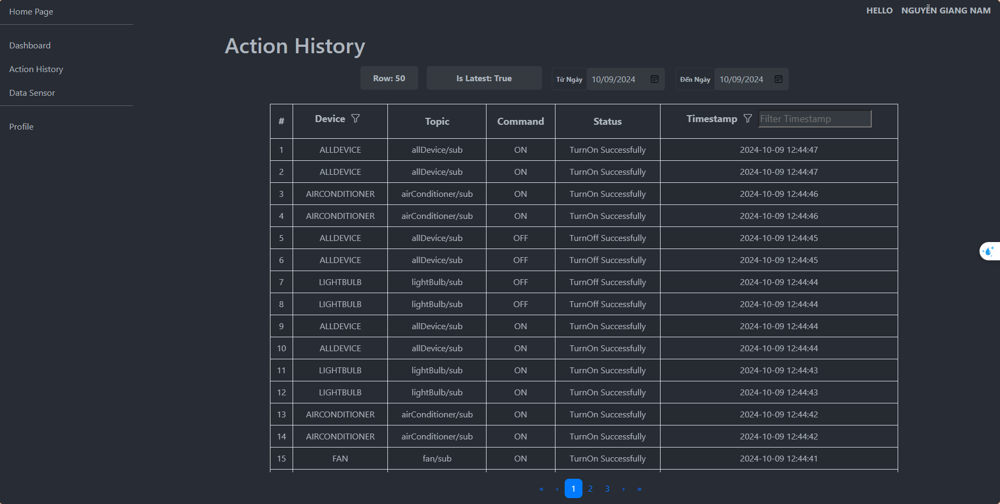 Home Page
HELLO NGUYỄN GIANG NAM
Dashboard
Action History
Data Sensor
Profile
Action History
Row: 50 Is Latest: True Từ Ngày 10/09/2024 Đến Ngày 10/09/2024
# Device Topic Command Status Timestamp Filter Timestamp
1 ALLDEVICE allDevice/sub ON TurnOn Successfully 2024-10-09 12:44:47
2 ALLDEVICE allDevice/sub ON TurnOn Successfully 2024-10-09 12:44:47
3 AIRCONDITIONER airConditioner/sub ON TurnOn Successfully 2024-10-09 12:44:46
4 AIRCONDITIONER airConditioner/sub ON TurnOn Successfully 2024-10-09 12:44:46
5 ALLDEVICE allDevice/sub OFF TurnOff Successfully 2024-10-09 12:44:45
6 ALLDEVICE allDevice/sub OFF TurnOff Successfully 2024-10-09 12:44:45
7 LIGHTBULB lightBulb/sub OFF TurnOff Successfully 2024-10-09 12:44:44
8 LIGHTBULB lightBulb/sub OFF TurnOff Successfully 2024-10-09 12:44:44
9 ALLDEVICE allDevice/sub ON TurnOn Successfully 2024-10-09 12:44:44
10 ALLDEVICE allDevice/sub ON TurnOn Successfully 2024-10-09 12:44:44
11 LIGHTBULB lightBulb/sub ON TurnOn Successfully 2024-10-09 12:44:43
12 LIGHTBULB lightBulb/sub ON TurnOn Successfully 2024-10-09 12:44:43
13 AIRCONDITIONER airConditioner/sub ON TurnOn Successfully 2024-10-09 12:44:42
14 AIRCONDITIONER airConditioner/sub ON TurnOn Successfully 2024-10-09 12:44:42
15 FAN fan/sub ON TurnOn Successfully 2024-10-09 12:44:41
« ‹ 1 2 3 › »